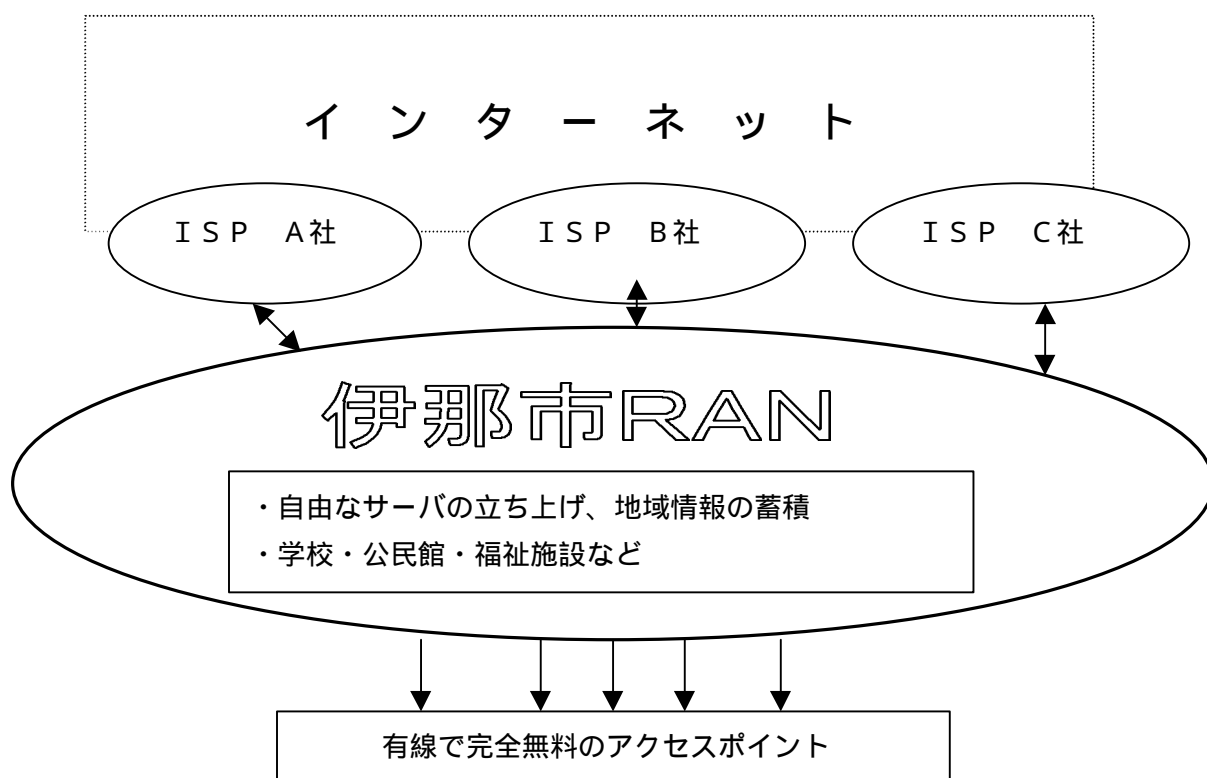 インターネット
ＩＳＰ　Ａ社
ＩＳＰ　Ｂ社
ＩＳＰ　Ｃ社
伊那市RAN
・自由なサーバの立ち上げ、地域情報の蓄積
・学校・公民館・福祉施設など
有線で完全無料のアクセスポイント